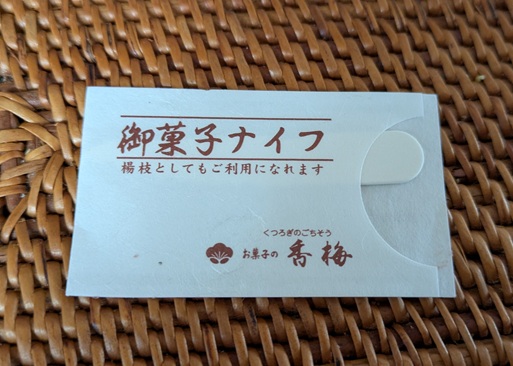 御菓子ナイフ
楊枝としてもご利用になれます
くつろぎのごちそう
お菓子の 香梅